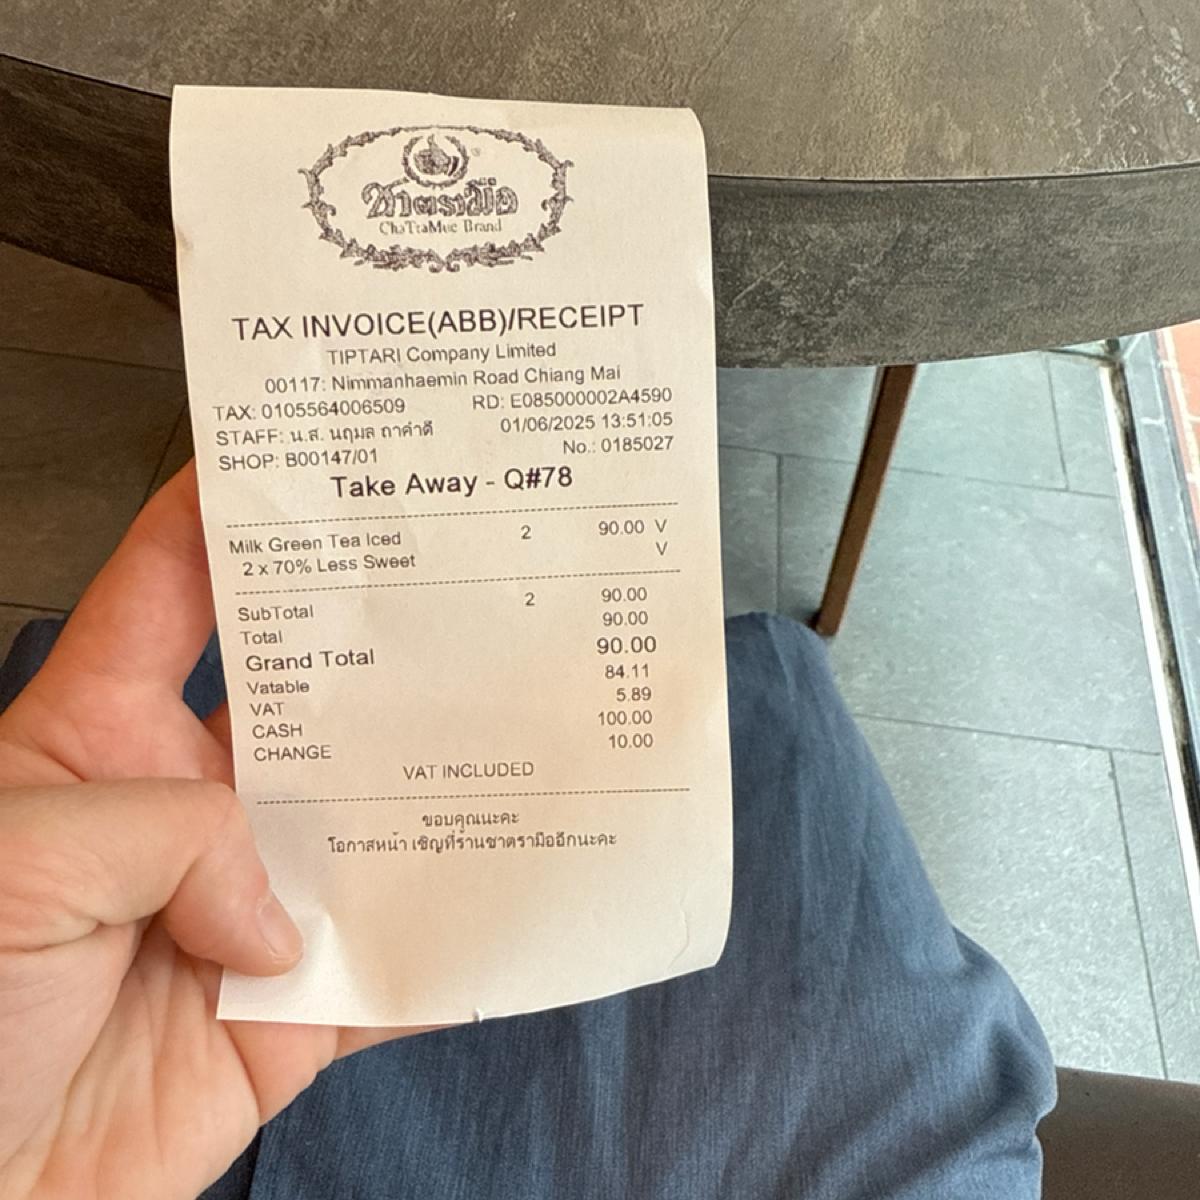 ชาตรามือ
ChaTraMue Brand
TAX INVOICE(ABB)/RECEIPT
TIPTARI Company Limited
00117: Nimmanhaemin Road Chiang Mai
TAX: 0105564006509 RD: E085000002A4590
STAFF: น.ส. นฤมล ถาคำดี 01/06/2025 13:51:05
SHOP: B00147/01 No.: 0185027
Take Away - Q#78
Milk Green Tea Iced 2 90.00 V
2 x 70% Less Sweet V
SubTotal 2 90.00
Total 90.00
Grand Total 90.00
Vatable 84.11
VAT 5.89
CASH 100.00
CHANGE 10.00
VAT INCLUDED
ขอบคุณนะคะ
โอกาสหน้า เชิญที่ร้านชาตรามืออีกนะคะ